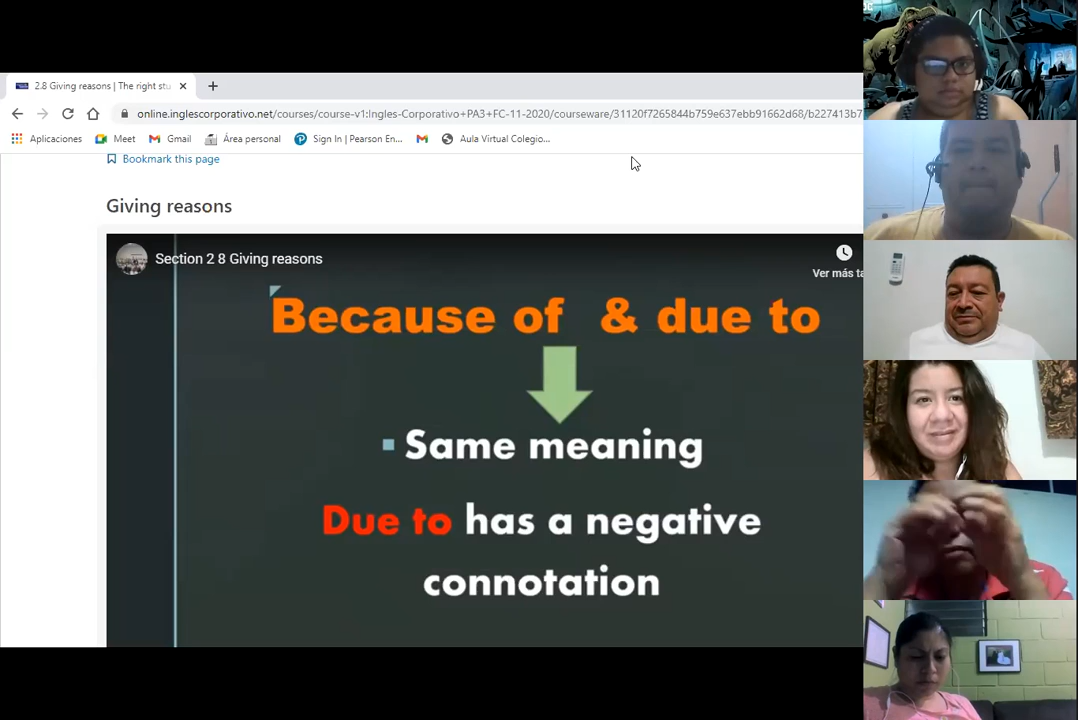 2.8 Giving reasons | The right stu
online.inglescorporativo.net/courses/course-v1:Ingles-Corporativo+PA3+FC-11-2020/courseware/31120f7265844b759e637ebb91662d68/b227413b7
Aplicaciones Meet Gmail Área personal Sign In | Pearson En... Aula Virtual Colegio...
Bookmark this page
Giving reasons
Section 2 8 Giving reasons
Ver más ta
Because of & due to
Same meaning
Due to has a negative
connotation